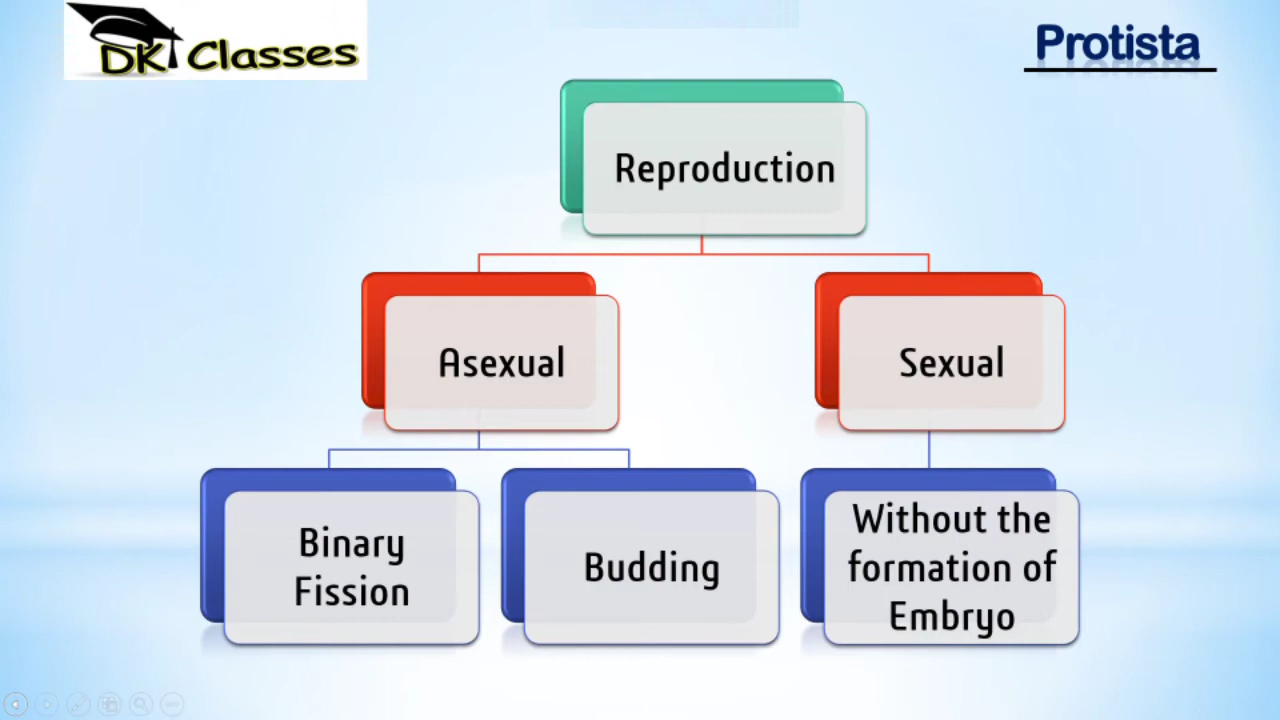 DK Classes
Protista
Reproduction
Asexual
Sexual
Binary
Fission
Budding
Without the
formation of
Embryo